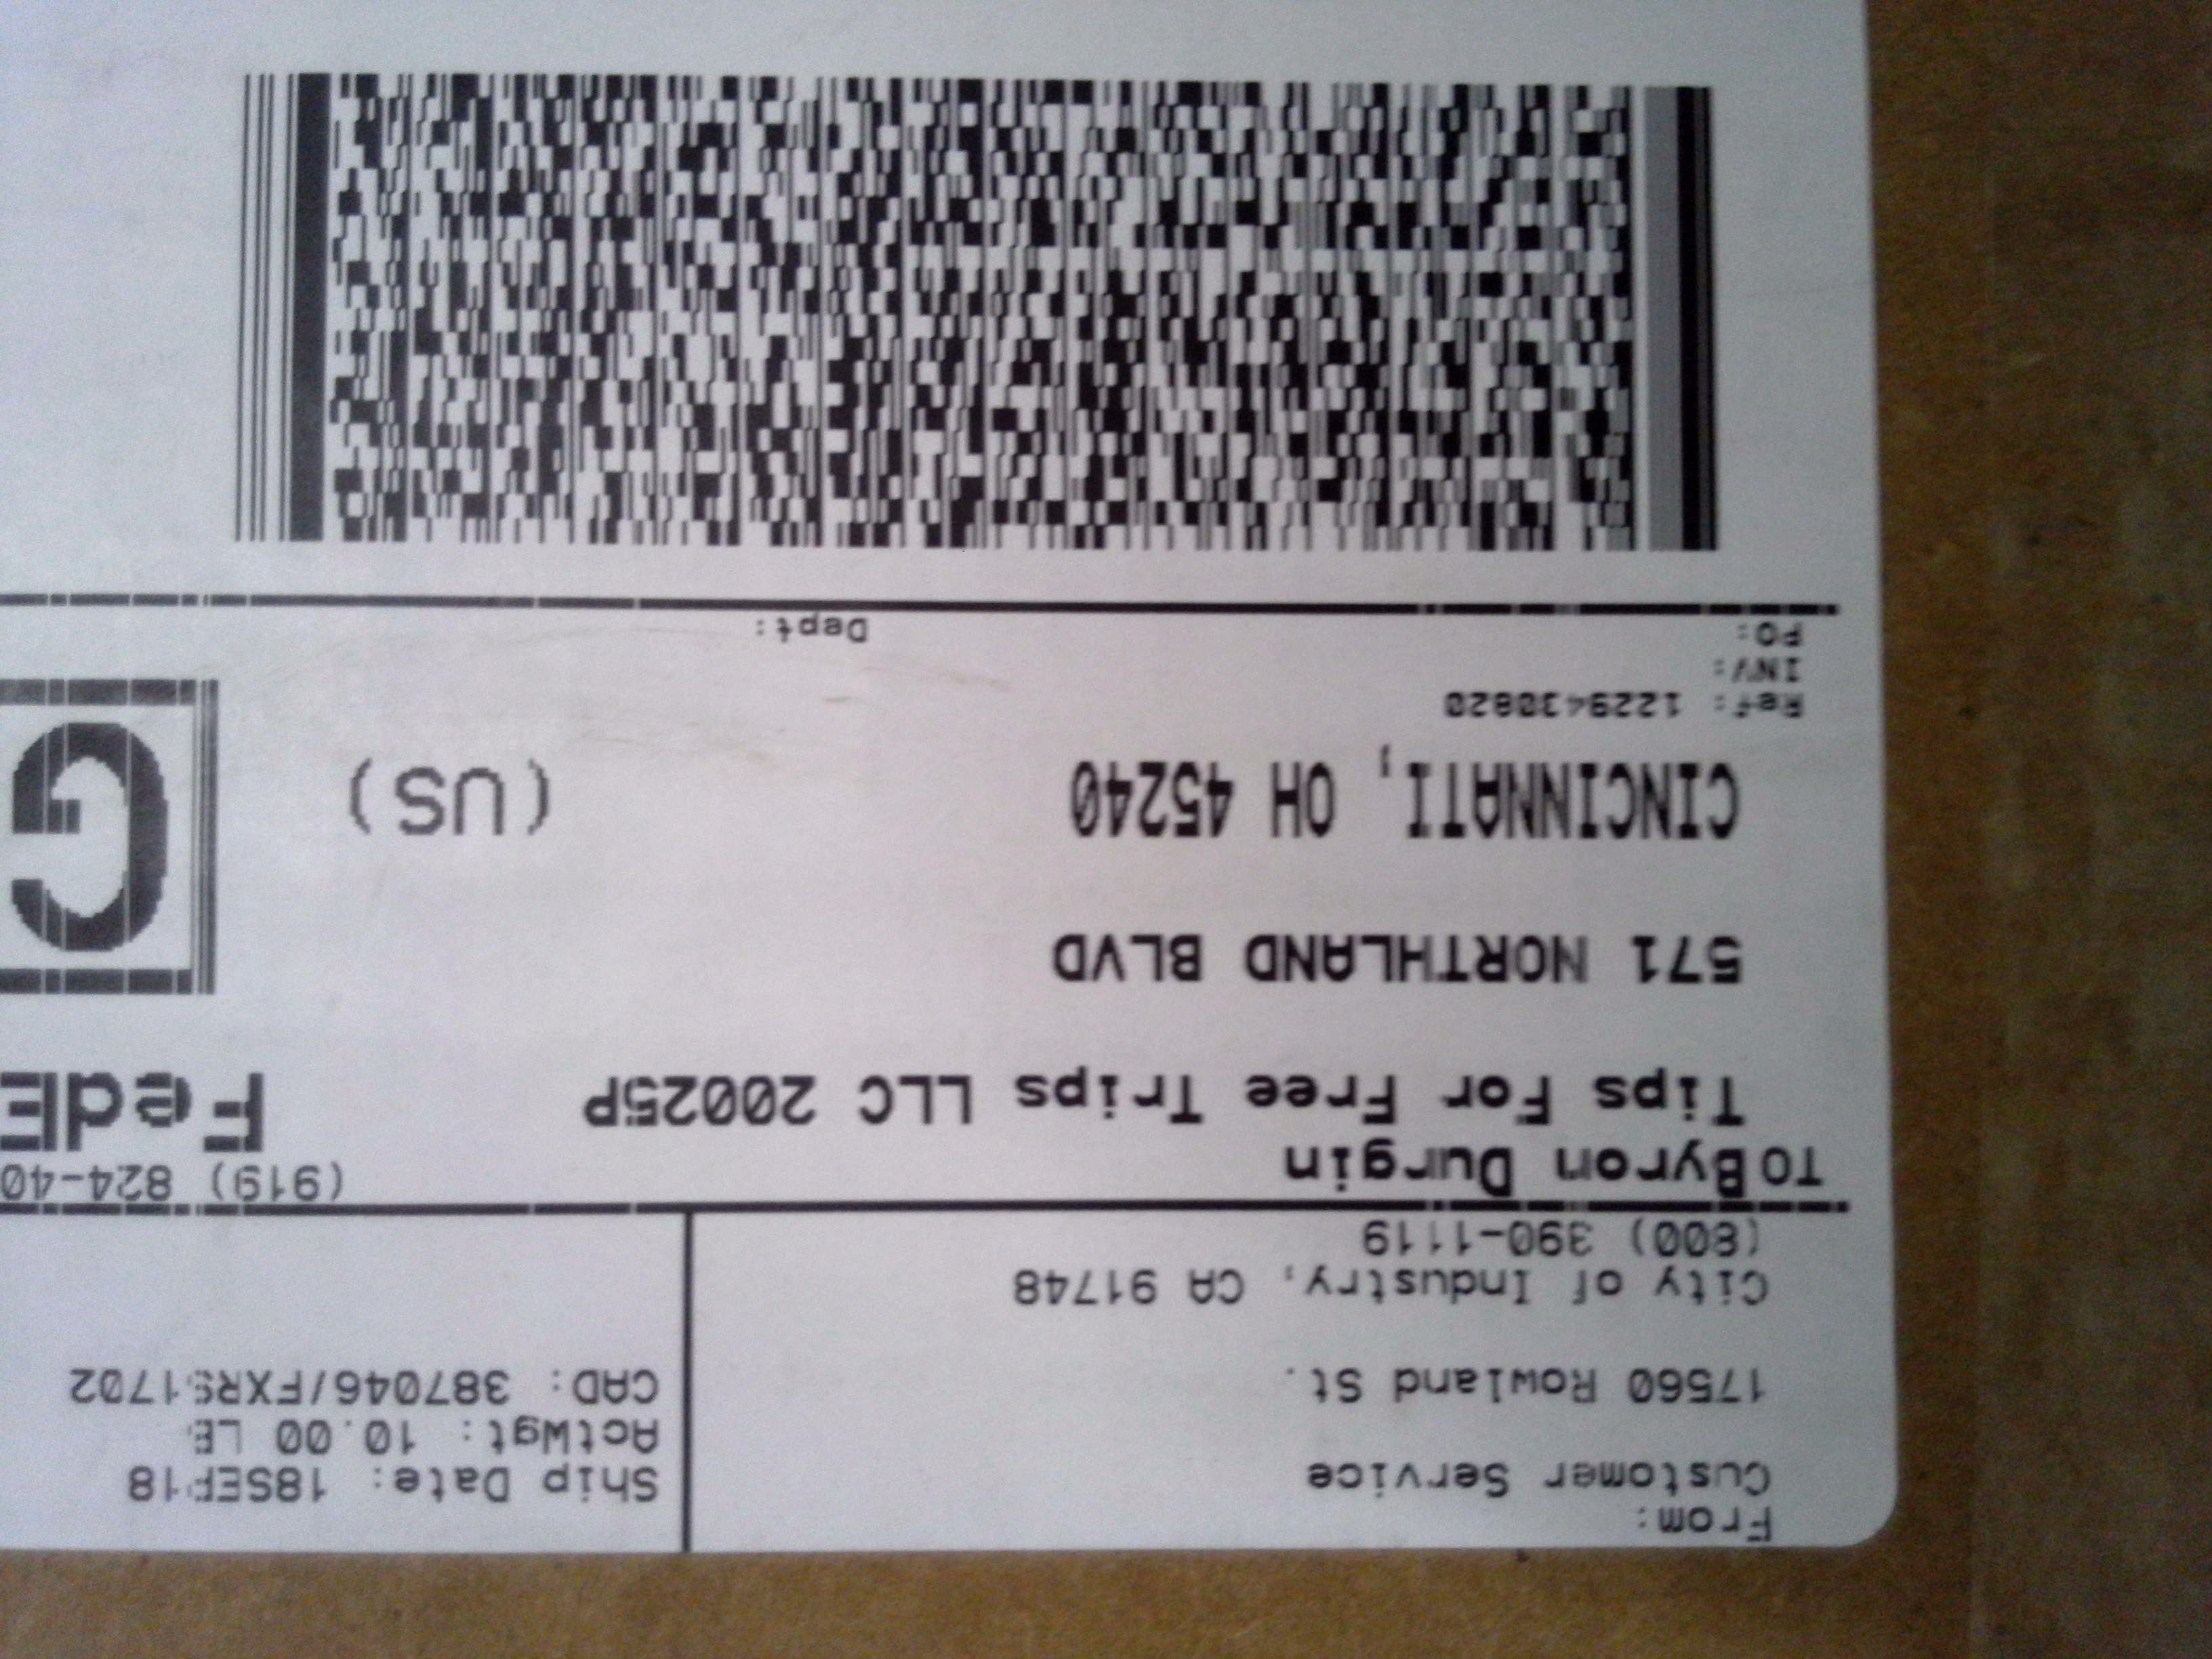 From:
Customer Service
17560 Rowland St.
City of Industry, CA 91748
(800) 390-1119
Ship Date: 18SEP18
ActWgt: 10.00 LB
CAD: 387046/FXRS1702
TO Byron Durgin
Tips For Free Trips LLC 20025P
571 NORTHLAND BLVD
CINCINNATI, OH 45240
(US)
Ref: 1229430820
INV:
PO:
Dept:
(919) 824-40
FedE
G